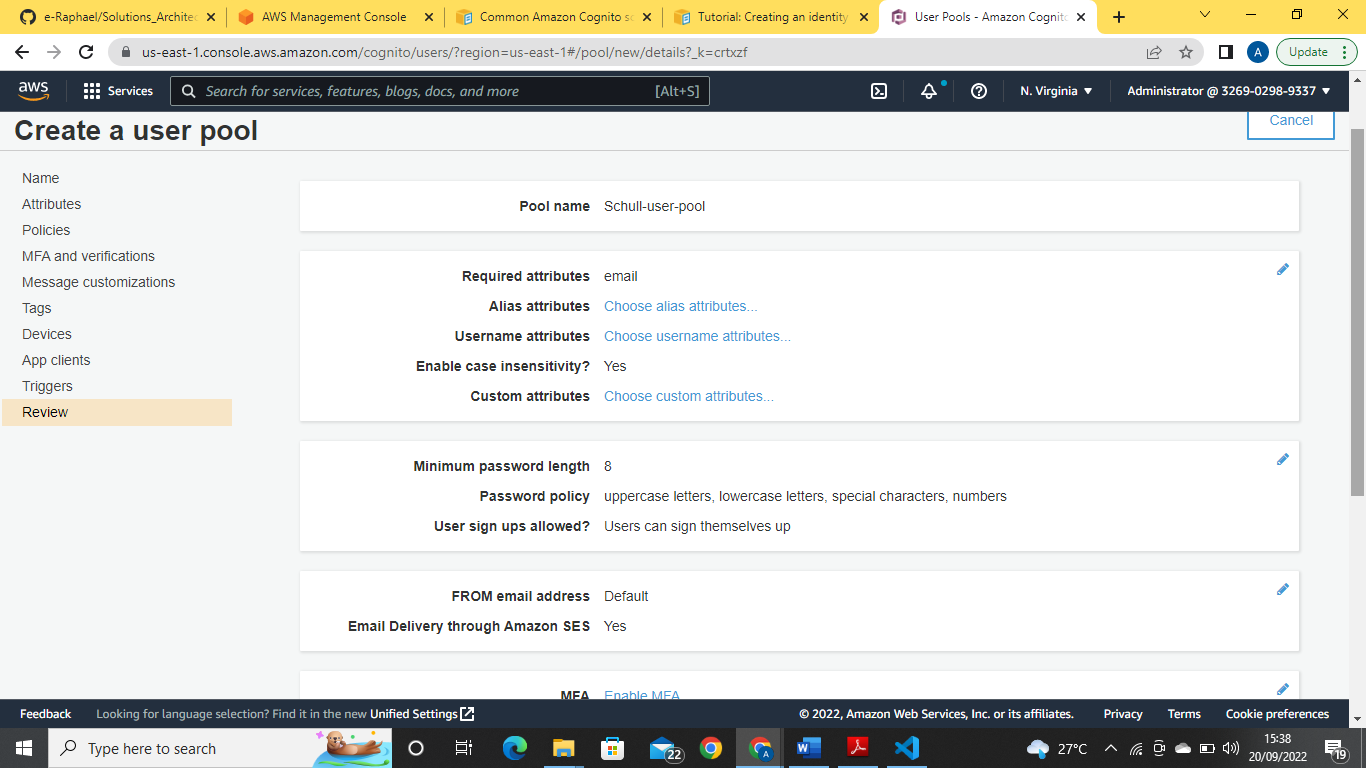 e-Raphael/Solutions_Architec
AWS Management Console
Common Amazon Cognito sc
Tutorial: Creating an identity
User Pools - Amazon Cognito
us-east-1.console.aws.amazon.com/cognito/users/?region=us-east-1#/pool/new/details?_k=crtxzf
A
Update
aws
Services
Search for services, features, blogs, docs, and more
[Alt+S]
N. Virginia
Administrator @ 3269-0298-9337
Create a user pool
Cancel
Name
Attributes
Policies
MFA and verifications
Message customizations
Tags
Devices
App clients
Triggers
Review
Pool name Schull-user-pool
Required attributes email
Alias attributes Choose alias attributes...
Username attributes Choose username attributes...
Enable case insensitivity? Yes
Custom attributes Choose custom attributes...
Minimum password length 8
Password policy uppercase letters, lowercase letters, special characters, numbers
User sign ups allowed? Users can sign themselves up
FROM email address Default
Email Delivery through Amazon SES Yes
MFA Enable MFA
Feedback
Looking for language selection? Find it in the new Unified Settings
© 2022, Amazon Web Services, Inc. or its affiliates.
Privacy
Terms
Cookie preferences
Type here to search
22
A
27°C
15:38
20/09/2022
19